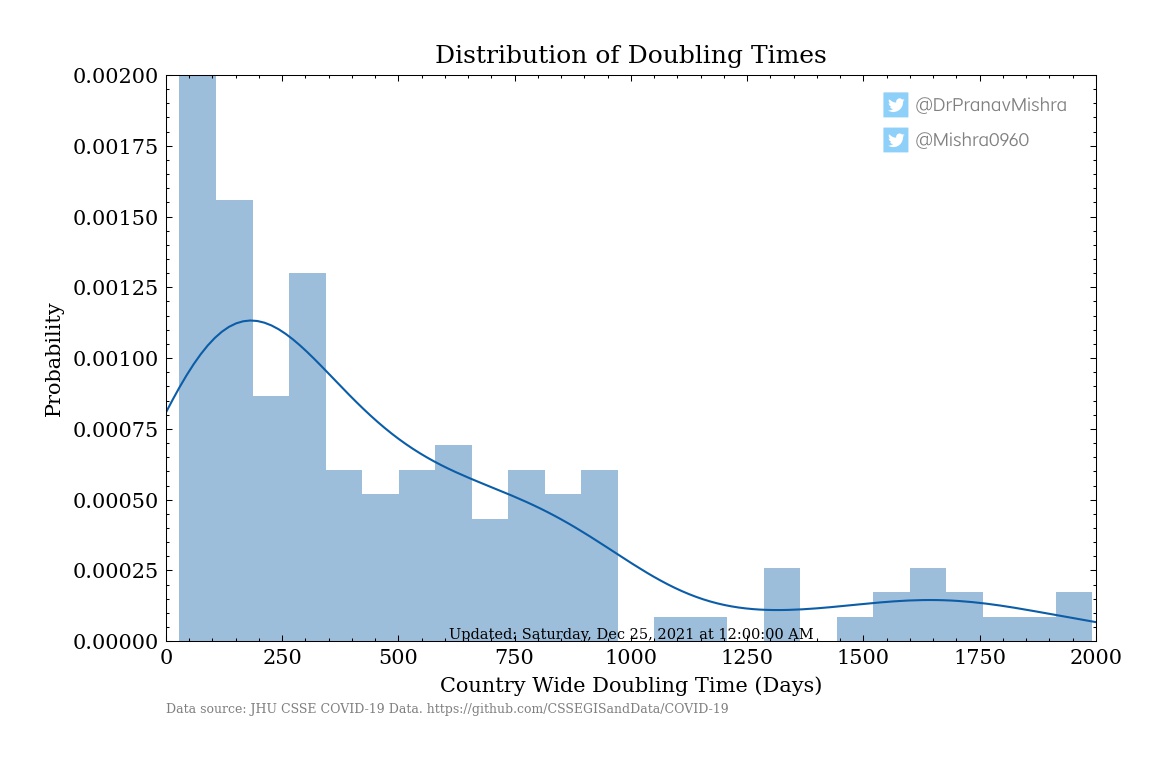 Distribution of Doubling Times
@DrPranavMishra
@Mishra0960
0.00200
0.00175
0.00150
0.00125
0.00100
0.00075
0.00050
0.00025
0.00000
Probability
Updated: Saturday, Dec 25, 2021 at 12:00:00 AM
0 250 500 750 1000 1250 1500 1750 2000
Country Wide Doubling Time (Days)
Data source: JHU CSSE COVID-19 Data. https://github.com/CSSEGISandData/COVID-19